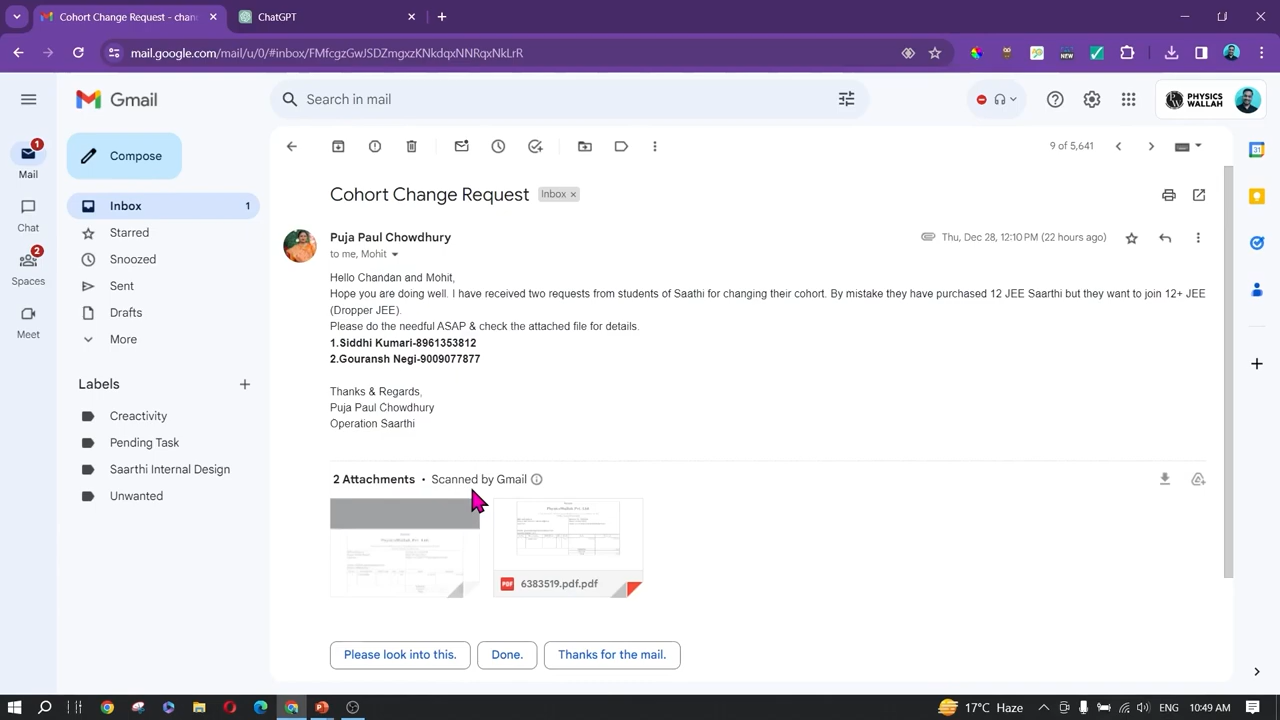 Cohort Change Request - chan
ChatGPT
mail.google.com/mail/u/0/#inbox/FMfcgzGwJSDZmgxzKNkdqxNNRqxNklrR
Gmail
Search in mail
PHYSICS
WALLAH
1
Mail
Compose
9 of 5,641
Chat
2
Spaces
Meet
Inbox 1
Starred
Snoozed
Sent
Drafts
More
Labels
Creactivity
Pending Task
Saarthi Internal Design
Unwanted
Cohort Change Request Inbox
Puja Paul Chowdhury
Thu, Dec 28, 12:10 PM (22 hours ago)
to me, Mohit
Hello Chandan and Mohit,
Hope you are doing well. I have received two requests from students of Saathi for changing their cohort. By mistake they have purchased 12 JEE Saarthi but they want to join 12+ JEE
(Dropper JEE).
Please do the needful ASAP & check the attached file for details.
1.Siddhi Kumari-8961353812
2.Gouransh Negi-9009077877
Thanks & Regards,
Puja Paul Chowdhury
Operation Saarthi
2 Attachments • Scanned by Gmail
PDF 6383519.pdf.pdf
Please look into this.
Done.
Thanks for the mail.
17°C Haze
ENG
10:49 AM